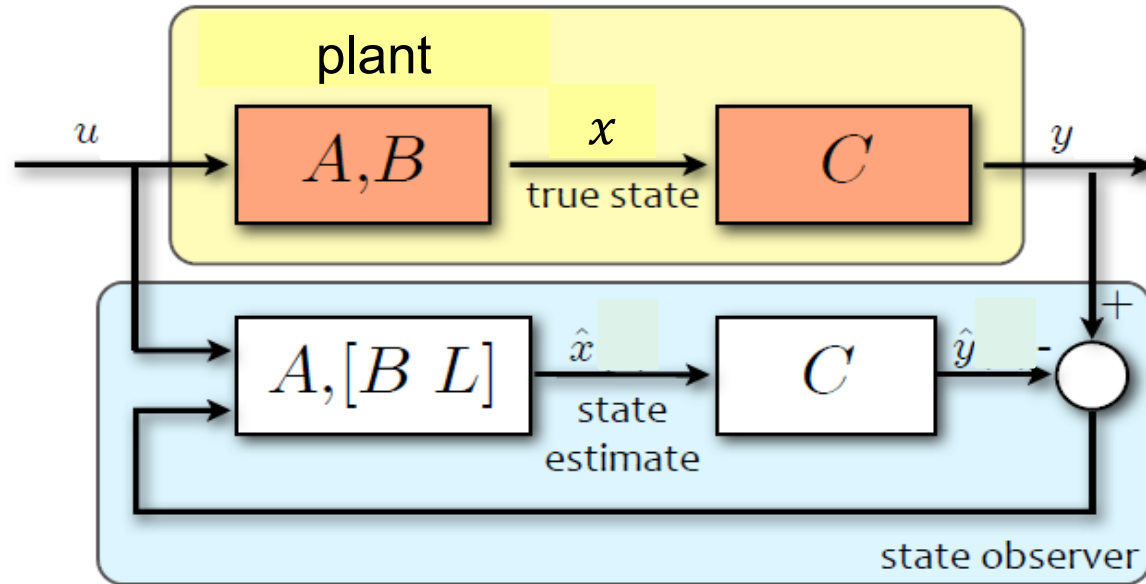 plant
u
A,B
x
true state
C
y
+
A,[B L]
x̂
state
estimate
C
ŷ
-
state observer